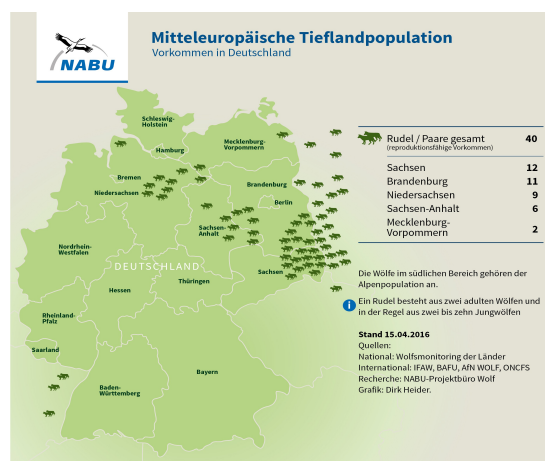 NABU
Mitteleuropäische Tieflandpopulation
Vorkommen in Deutschland
Schleswig-
Holstein
Hamburg
Mecklenburg-
Vorpommern
Bremen
Niedersachsen
Brandenburg
Berlin
Sachsen-
Anhalt
Nordrhein-
Westfalen
DEUTSCHLAND
Sachsen
Thüringen
Hessen
Rheinland-
Pfalz
Saarland
Baden-
Württemberg
Bayern
Rudel / Paare gesamt 40
(reproduktionsfähige Vorkommen)
Sachsen 12
Brandenburg 11
Niedersachsen 9
Sachsen-Anhalt 6
Mecklenburg-
Vorpommern 2
Die Wölfe im südlichen Bereich gehören der
Alpenpopulation an.
i Ein Rudel besteht aus zwei adulten Wölfen und
in der Regel aus zwei bis zehn Jungwölfen
Stand 15.04.2016
Quellen:
National: Wolfsmonitoring der Länder
International: IFAW, BAFU, AfN WOLF, ONCFS
Recherche: NABU-Projektbüro Wolf
Grafik: Dirk Heider.